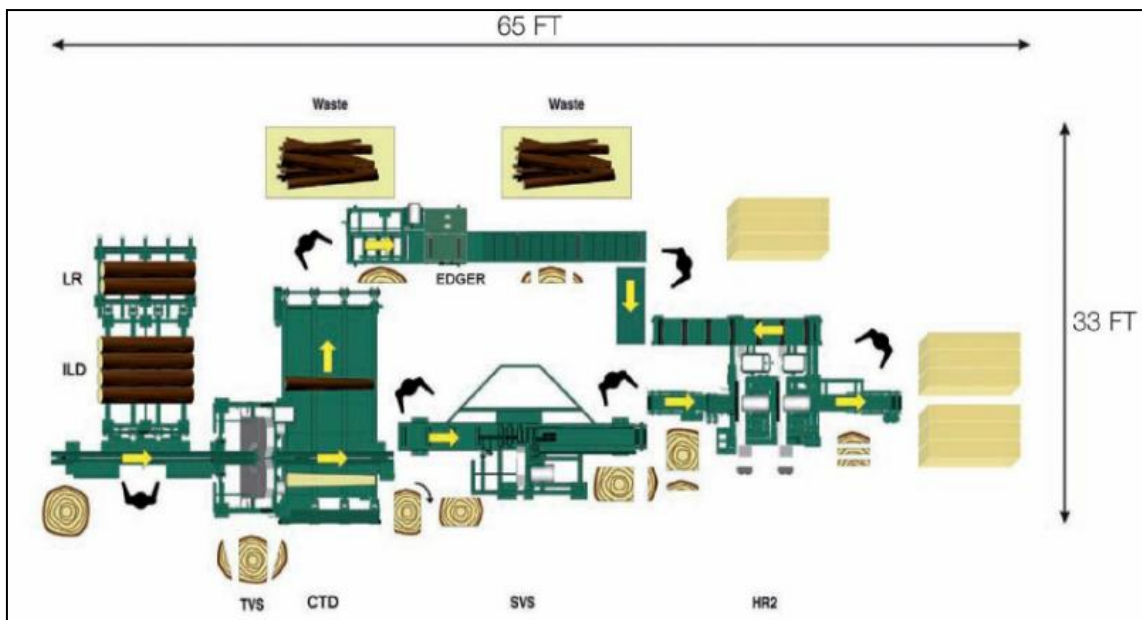 65 FT
Waste
Waste
33 FT
LR
EDGER
ILD
TVS
CTD
SVS
HR2